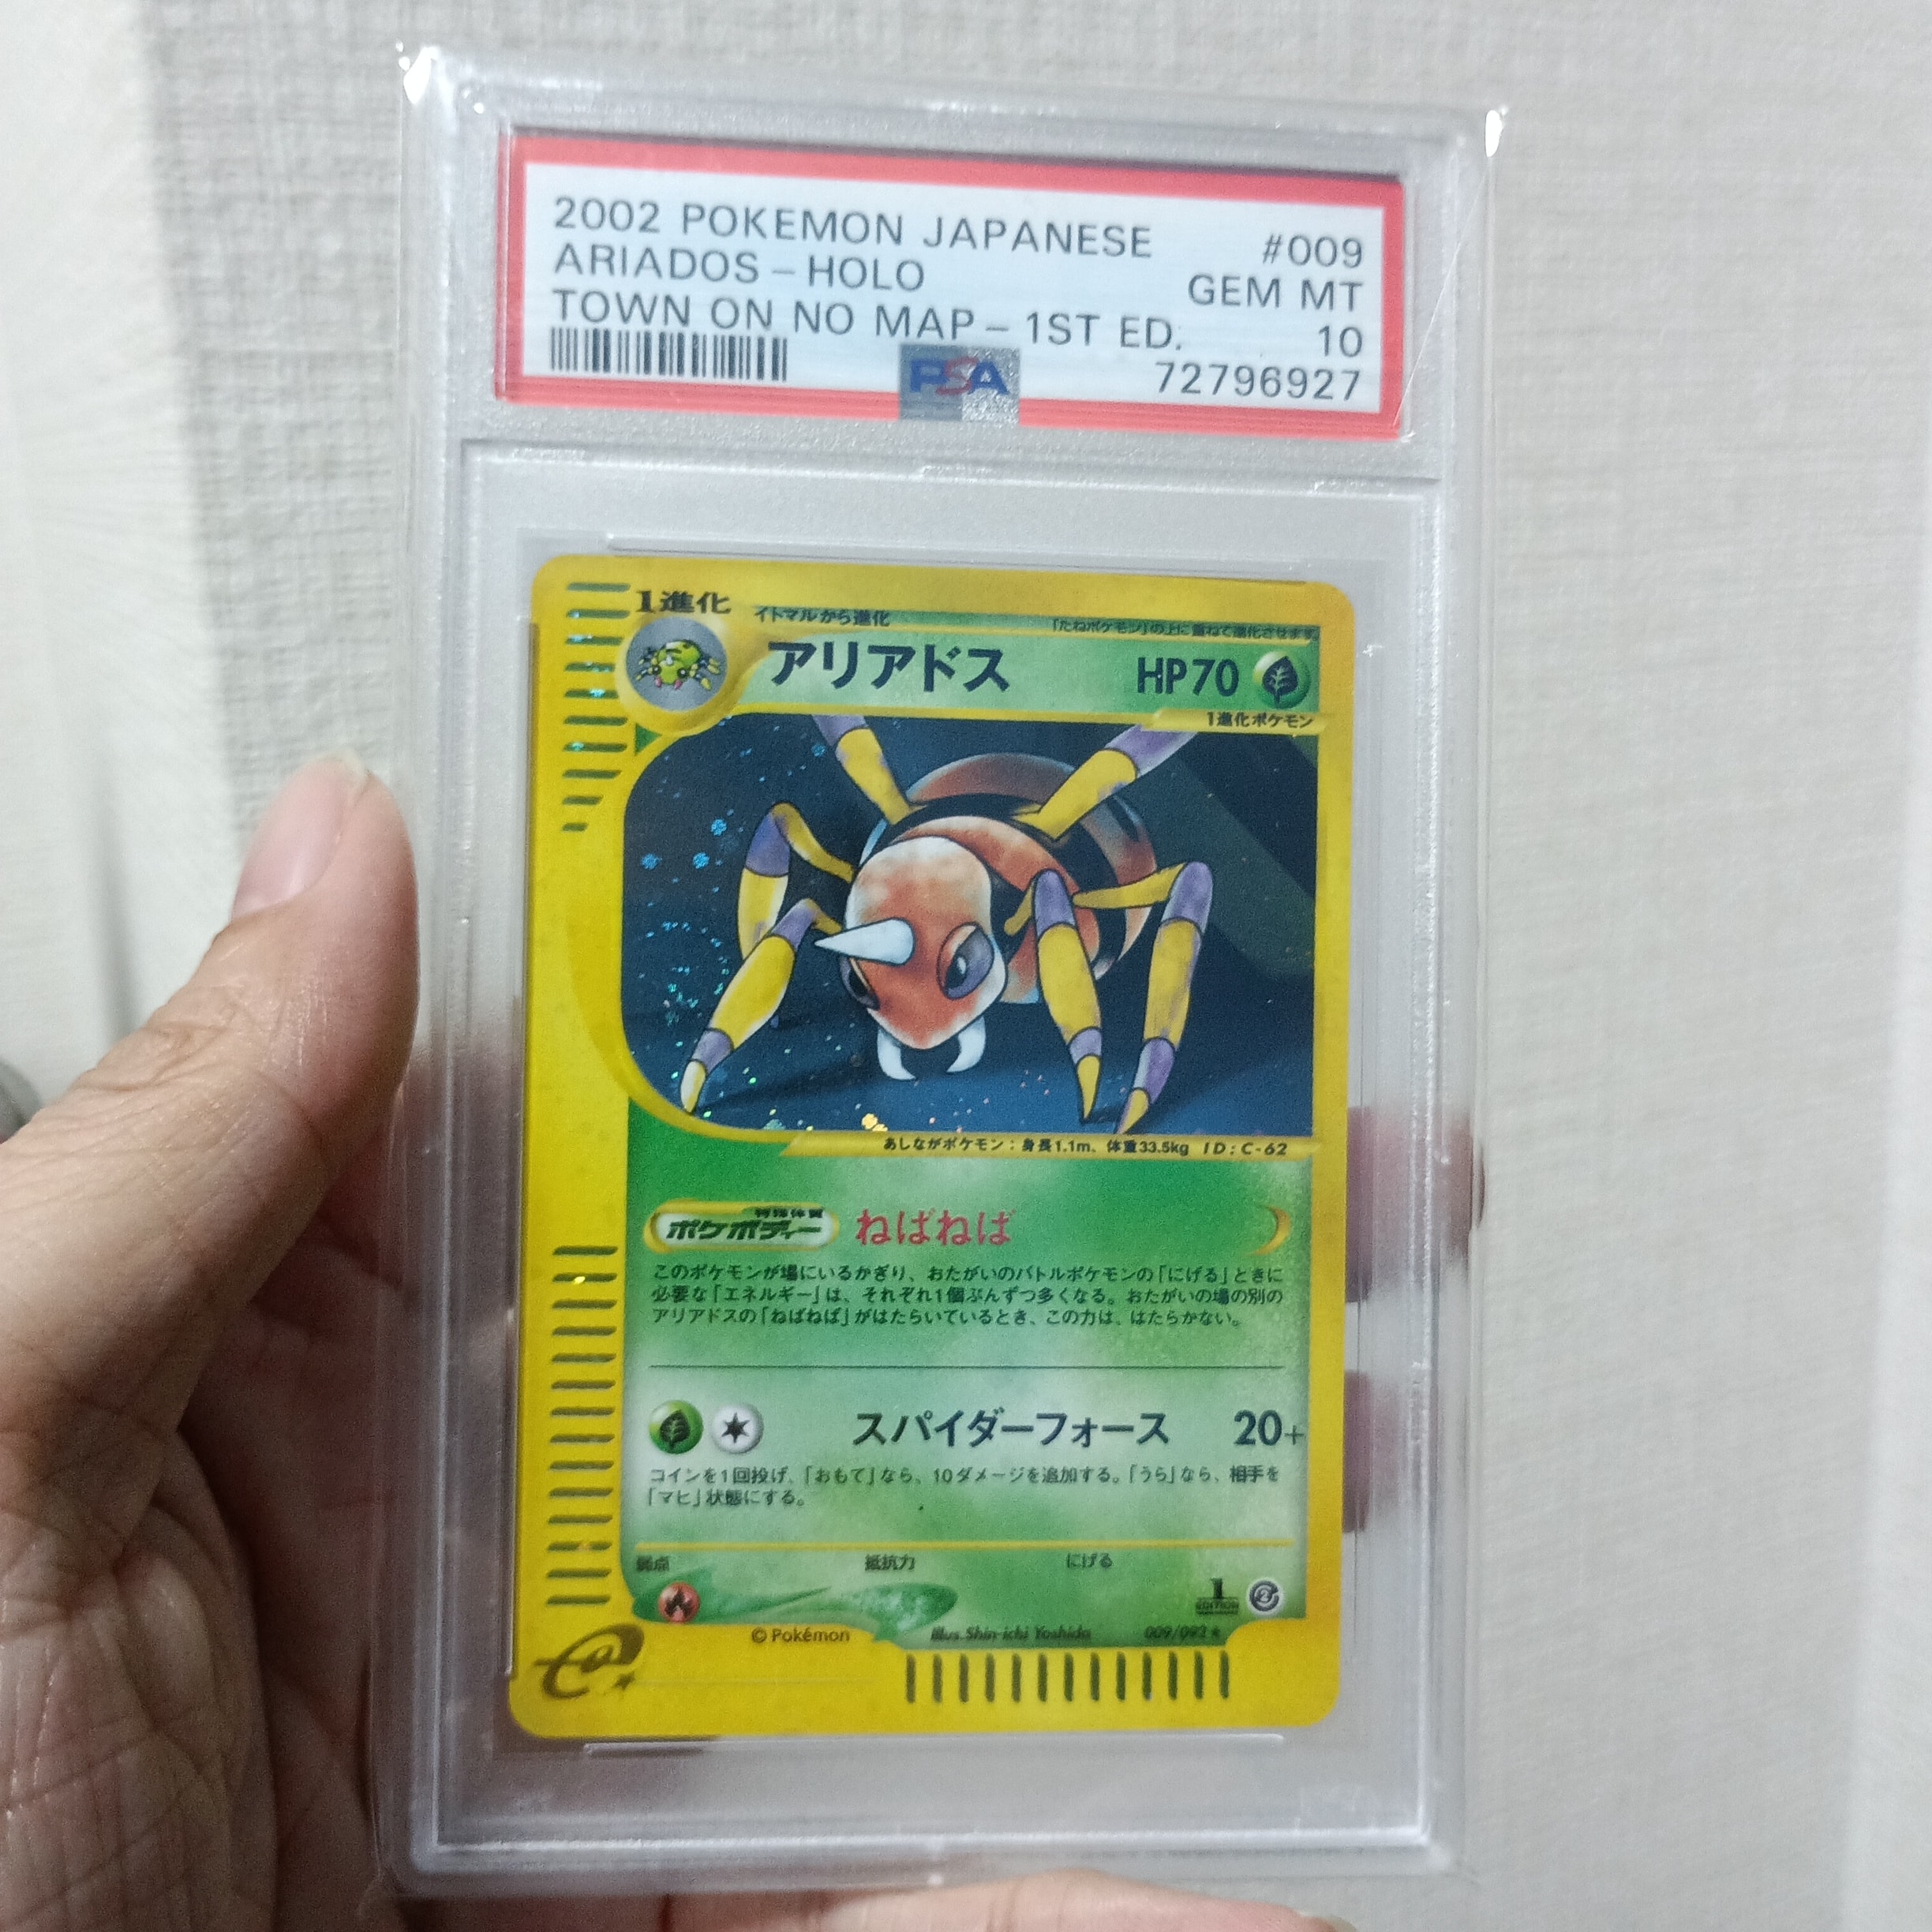 2002 POKEMON JAPANESE #009
ARIADOS - HOLO GEM MT
TOWN ON NO MAP - 1ST ED. 10
PSA 72796927
1進化
イトマルから進化 「たねポケモン」の上に重ねて進化させます。
アリアドス HP70
1進化ポケモン
あしながポケモン：身長1.1m、体重33.5kg ID:C-62
特殊体質
ポケボディー ねばねば
このポケモンが場にいるかぎり、おたがいのバトルポケモンの「にげる」ときに
必要な「エネルギー」は、それぞれ1個ぶんずつ多くなる。おたがいの場の別の
アリアドスの「ねばねば」がはたらいているとき、この力は、はたらかない。
スパイダーフォース 20+
コインを1回投げ、「おもて」なら、10ダメージを追加する。「うら」なら、相手を
「マヒ」状態にする。
弱点 抵抗力 にげる
1 EDITION 2
© Pokémon Illus. Shin-ichi Yoshida 009/092 ★
e